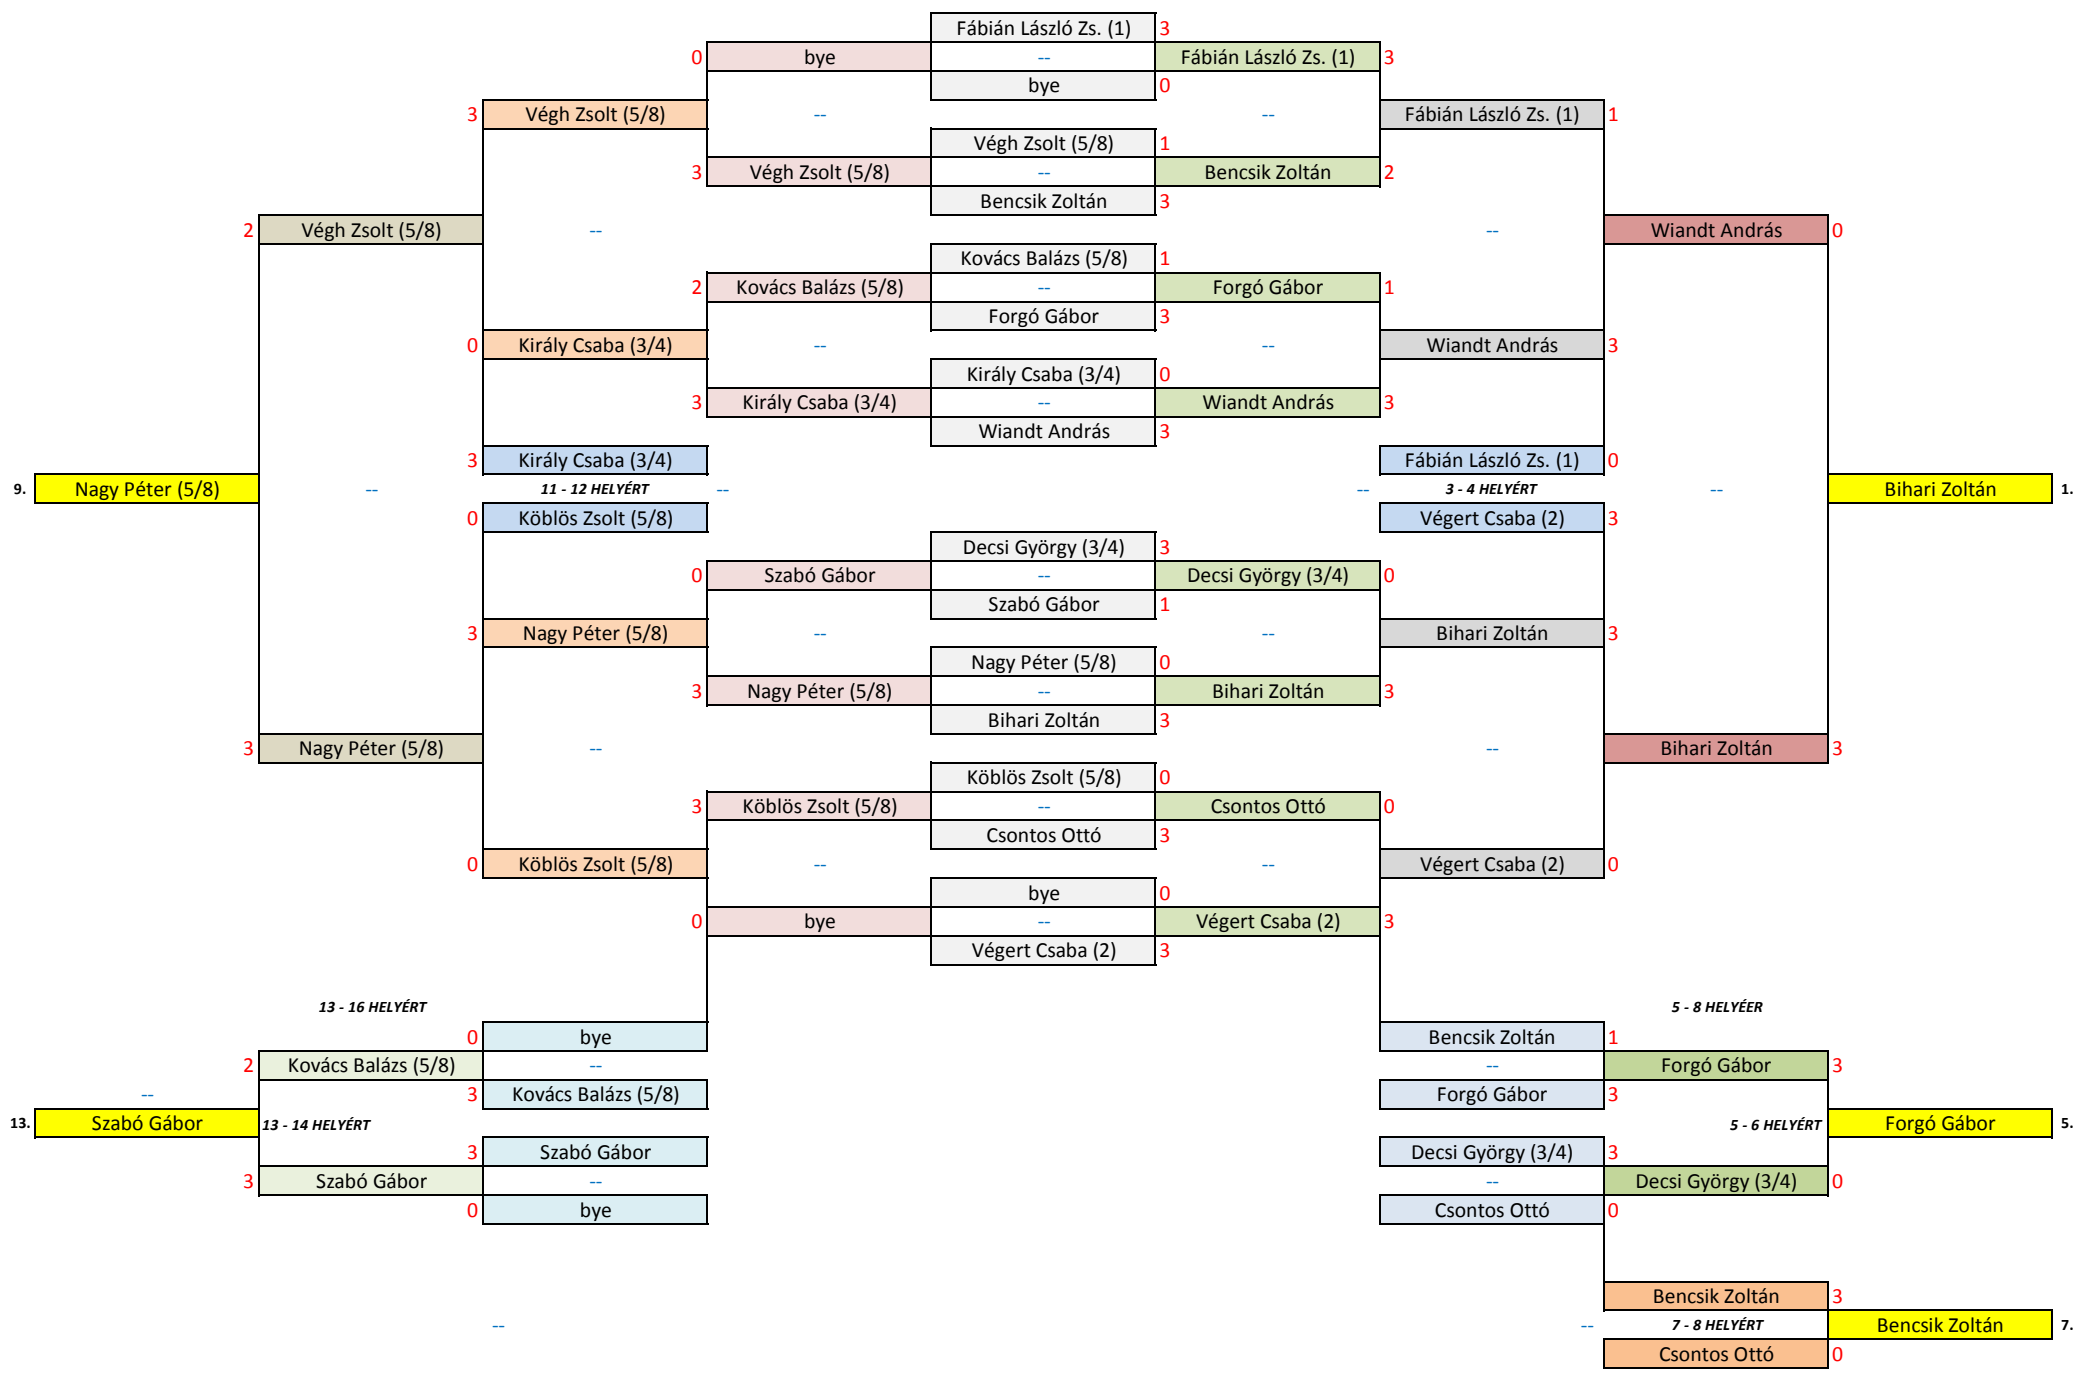 Fábián László Zs. (1) 3
0 bye -- Fábián László Zs. (1) 3
bye 0
3 Végh Zsolt (5/8) -- -- Fábián László Zs. (1) 1
Végh Zsolt (5/8) 1
3 Végh Zsolt (5/8) -- Bencsik Zoltán 2
Bencsik Zoltán 3
2 Végh Zsolt (5/8) -- -- Wiandt András 0
Kovács Balázs (5/8) 1
2 Kovács Balázs (5/8) -- Forgó Gábor 1
Forgó Gábor 3
0 Király Csaba (3/4) -- -- Wiandt András 3
Király Csaba (3/4) 0
3 Király Csaba (3/4) -- Wiandt András 3
Wiandt András 3
3 Király Csaba (3/4) Fábián László Zs. (1) 0
9. Nagy Péter (5/8) -- 11 - 12 HELYÉRT -- -- 3 - 4 HELYÉRT -- Bihari Zoltán 1.
0 Köblös Zsolt (5/8) Végert Csaba (2) 3
Decsi György (3/4) 3
0 Szabó Gábor -- Decsi György (3/4) 0
Szabó Gábor 1
3 Nagy Péter (5/8) -- -- Bihari Zoltán 3
Nagy Péter (5/8) 0
3 Nagy Péter (5/8) -- Bihari Zoltán 3
Bihari Zoltán 3
3 Nagy Péter (5/8) -- -- Bihari Zoltán 3
Köblös Zsolt (5/8) 0
3 Köblös Zsolt (5/8) -- Csontos Ottó 0
Csontos Ottó 3
0 Köblös Zsolt (5/8) -- -- Végert Csaba (2) 0
bye 0
0 bye -- Végert Csaba (2) 3
Végert Csaba (2) 3
13 - 16 HELYÉRT 5 - 8 HELYÉER
0 bye Bencsik Zoltán 1
2 Kovács Balázs (5/8) -- -- Forgó Gábor 3
-- 3 Kovács Balázs (5/8) Forgó Gábor 3
13. Szabó Gábor 13 - 14 HELYÉRT 5 - 6 HELYÉRT Forgó Gábor 5.
3 Szabó Gábor Decsi György (3/4) 3
3 Szabó Gábor -- -- Decsi György (3/4) 0
0 bye Csontos Ottó 0
Bencsik Zoltán 3
-- -- 7 - 8 HELYÉRT Bencsik Zoltán 7.
Csontos Ottó 0